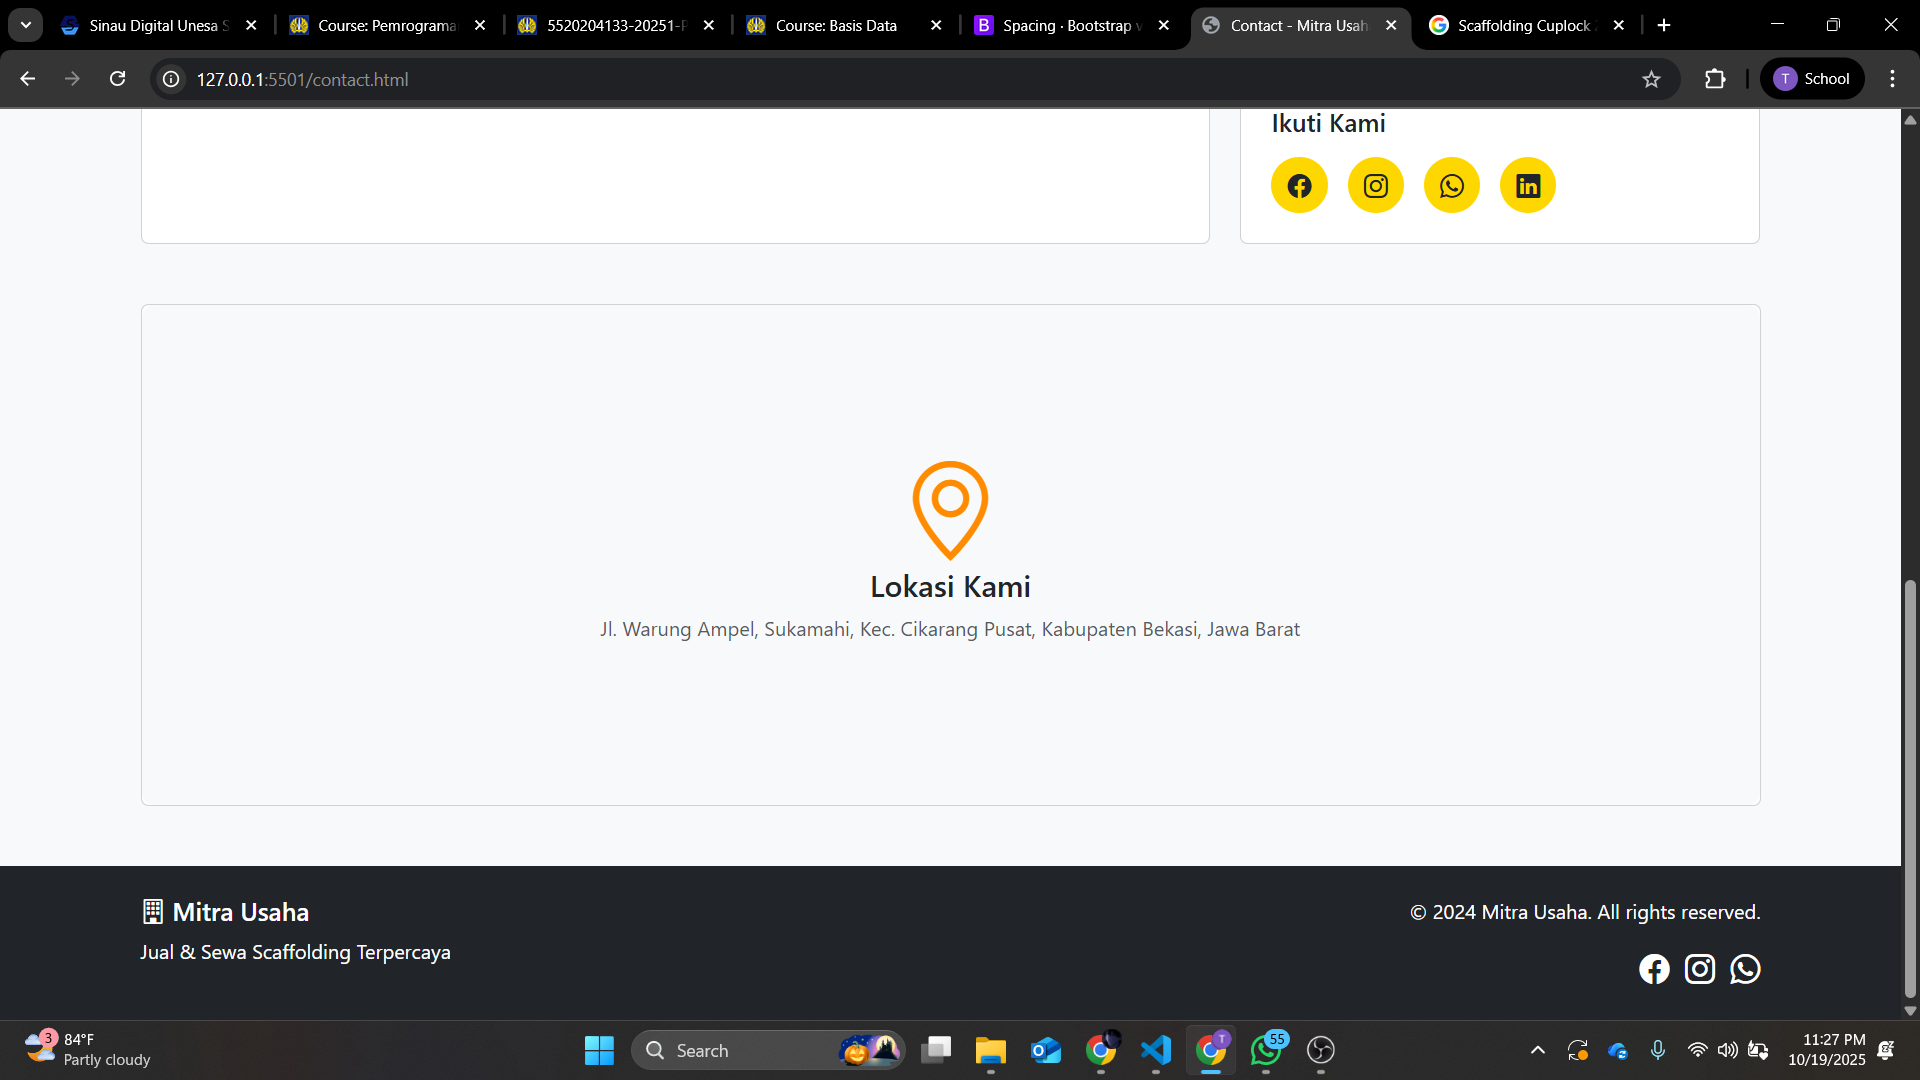 Sinau Digital Unesa S
Course: Pemrograma
5520204133-20251-P
Course: Basis Data
Spacing · Bootstrap v
Contact - Mitra Usah
Scaffolding Cuplock
127.0.0.1:5501/contact.html
T
School
Ikuti Kami
Lokasi Kami
Jl. Warung Ampel, Sukamahi, Kec. Cikarang Pusat, Kabupaten Bekasi, Jawa Barat
Mitra Usaha
© 2024 Mitra Usaha. All rights reserved.
Jual & Sewa Scaffolding Terpercaya
3
84°F
Partly cloudy
Search
T
55
11:27 PM
10/19/2025